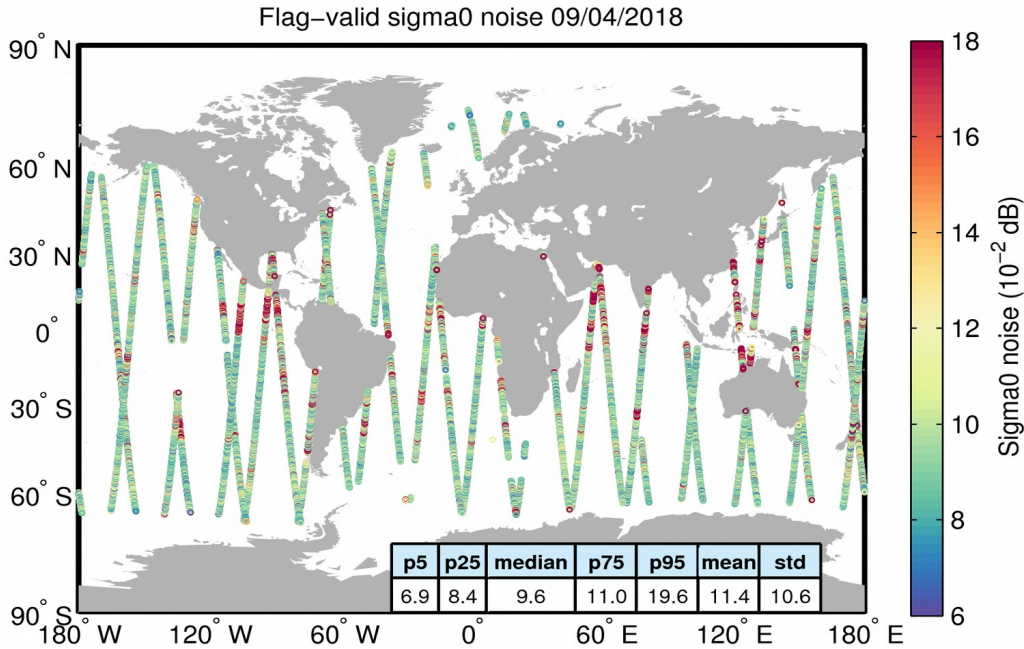 Flag−valid sigma0 noise 09/04/2018
90° N
60° N
30° N
0°
30° S
60° S
90° S
180° W
120° W
60° W
0°
60° E
120° E
180° E
p5 p25 median p75 p95 mean std
6.9 8.4 9.6 11.0 19.6 11.4 10.6
18
16
14
12
10
8
6
Sigma0 noise (10⁻² dB)